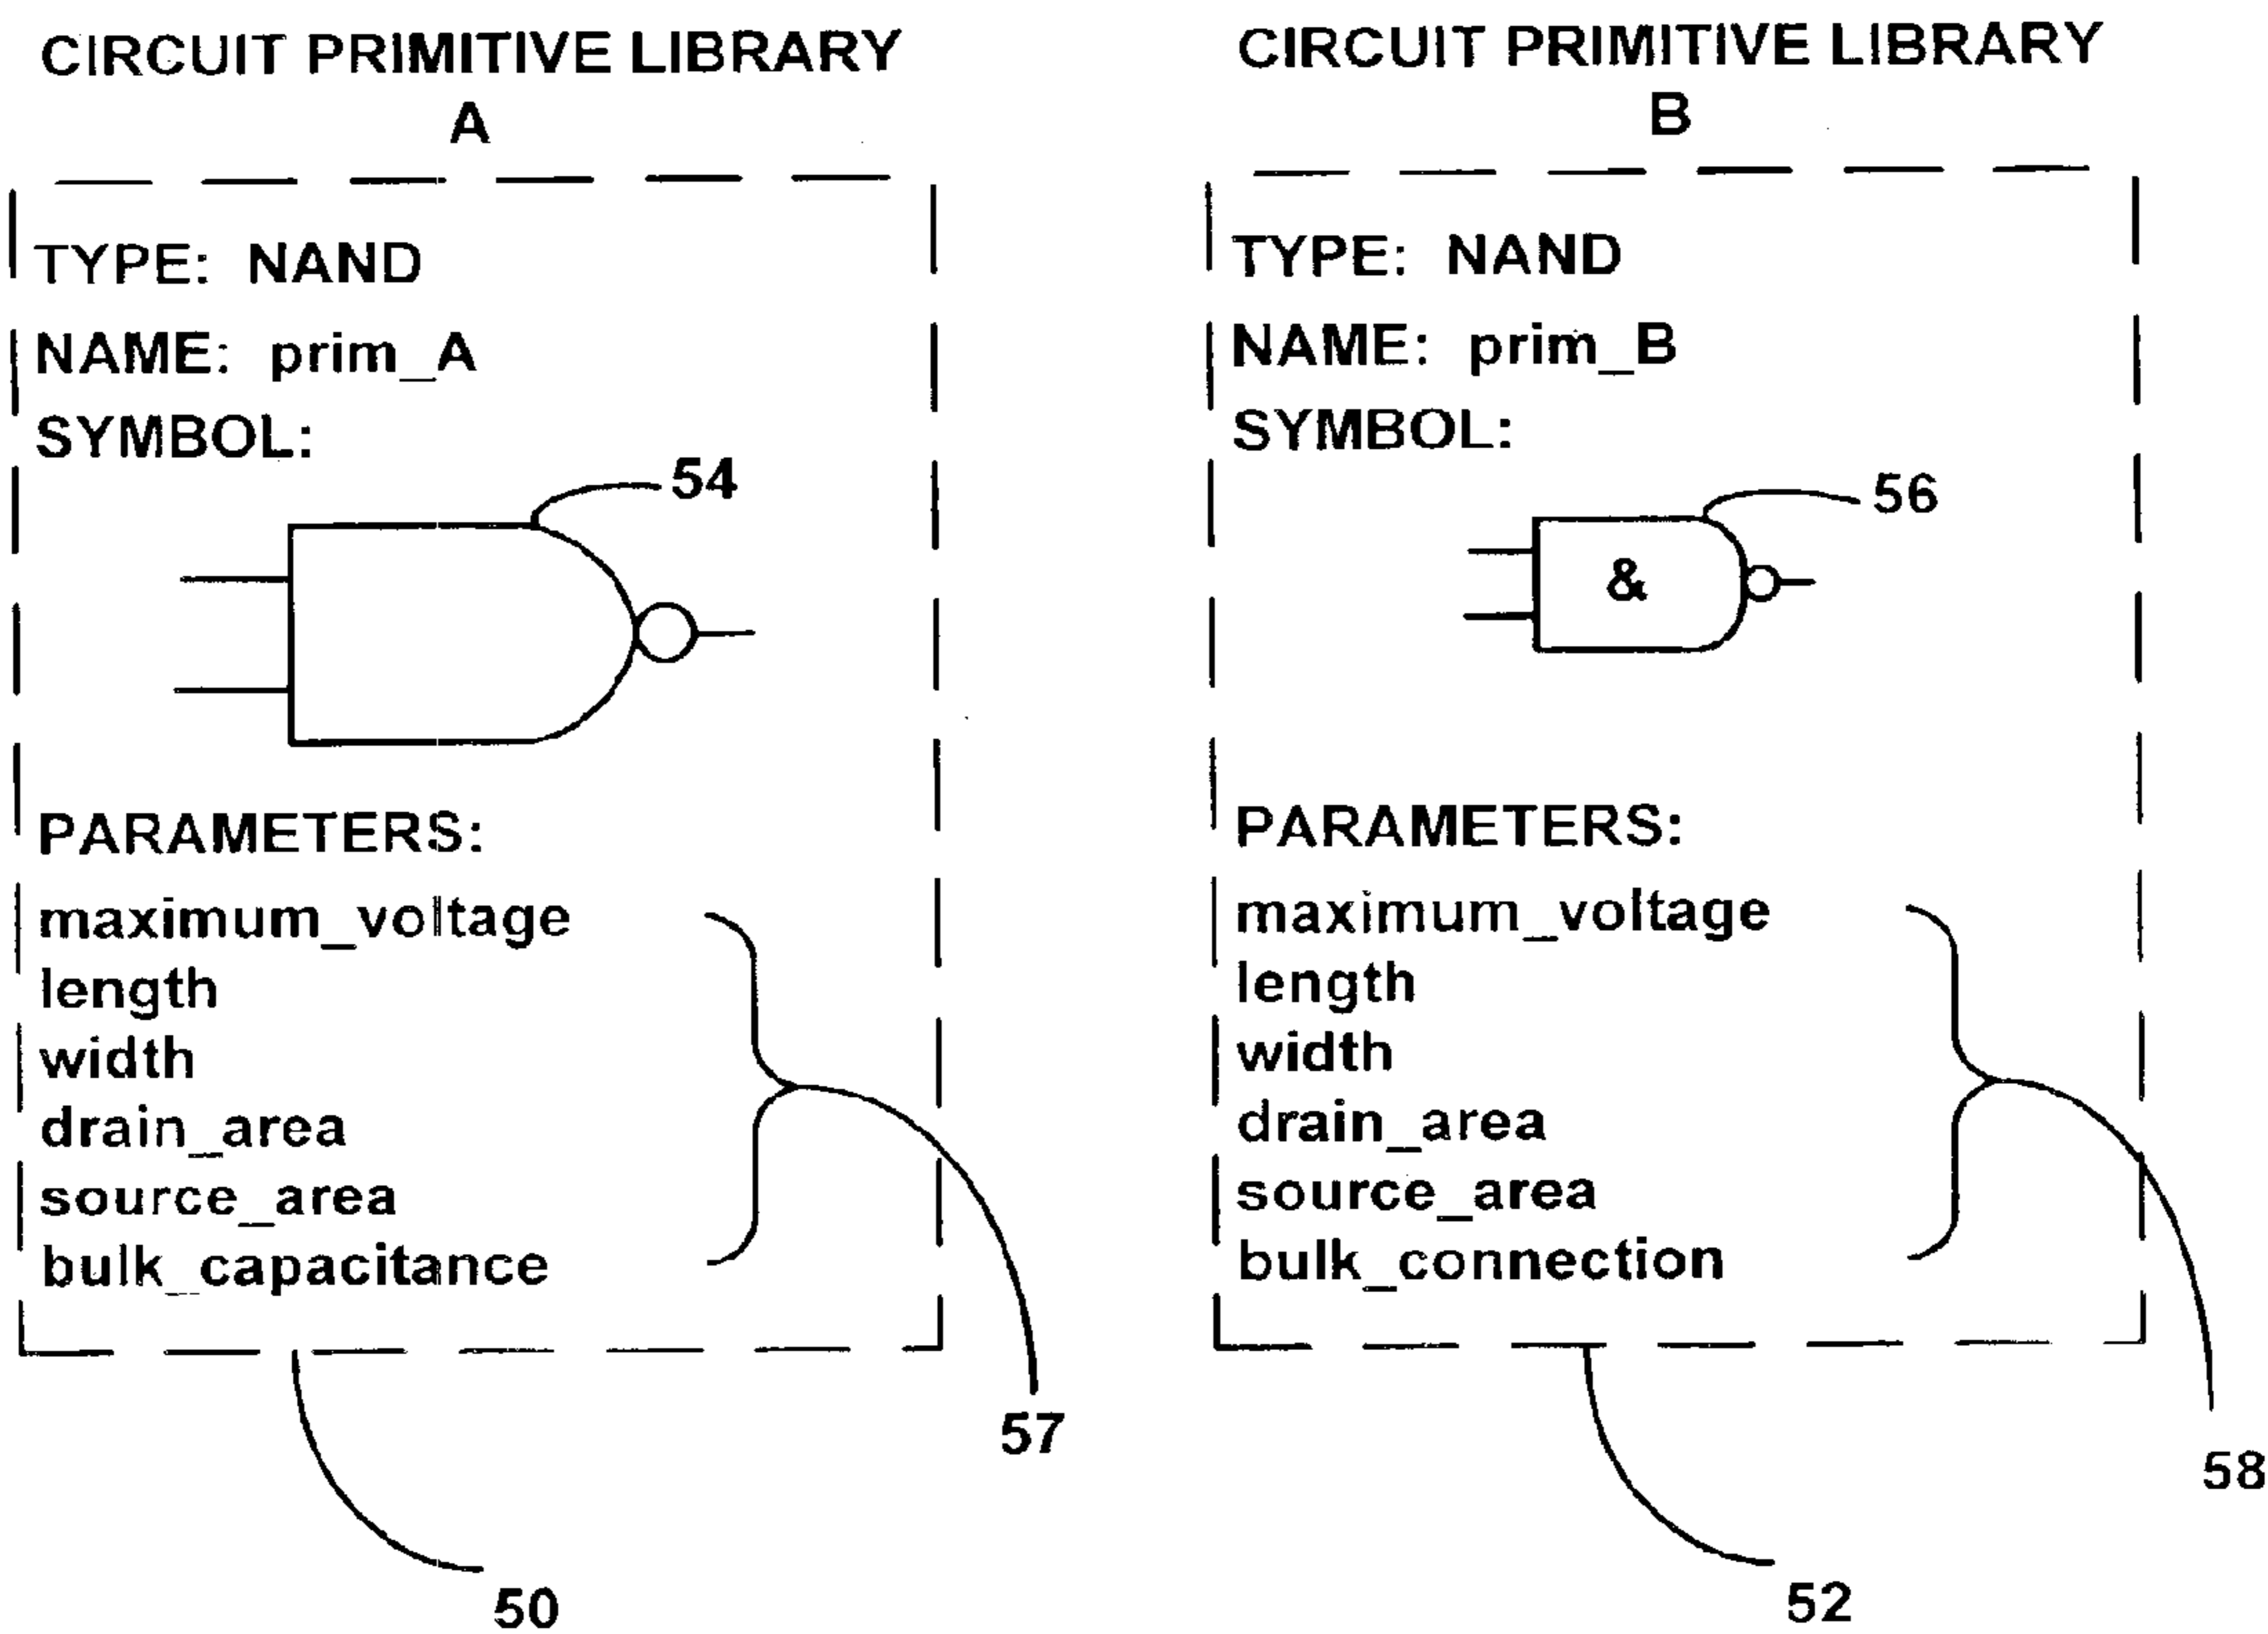 CIRCUIT PRIMITIVE LIBRARY
A
TYPE: NAND
NAME: prim_A
SYMBOL:
54
PARAMETERS:
maximum_voltage
length
width
drain_area
source_area
bulk_capacitance
57
50
CIRCUIT PRIMITIVE LIBRARY
B
TYPE: NAND
NAME: prim_B
SYMBOL:
56
&
PARAMETERS:
maximum_voltage
length
width
drain_area
source_area
bulk_connection
58
52